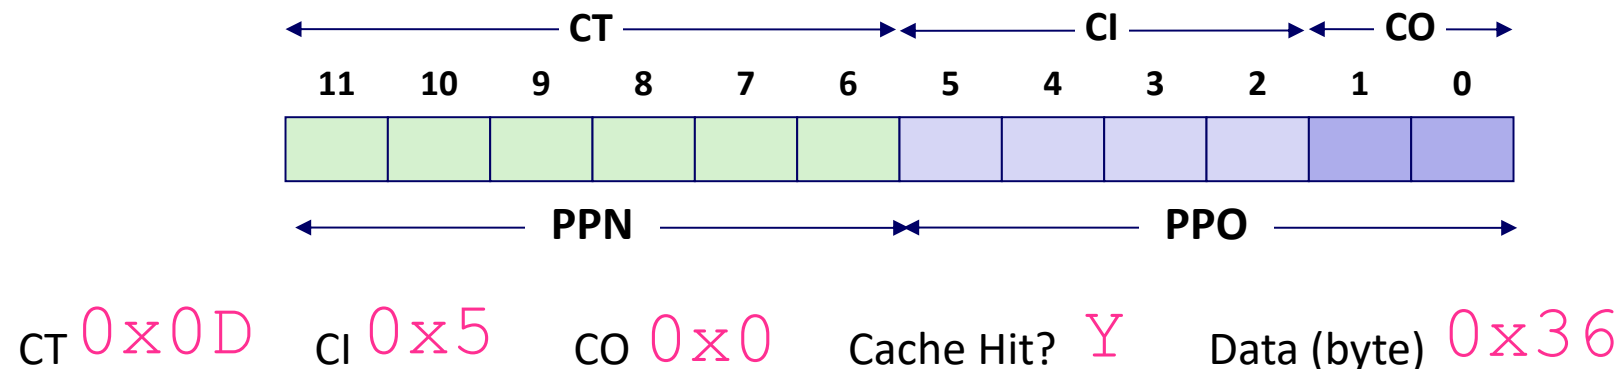 CT CI CO
11 10 9 8 7 6 5 4 3 2 1 0
PPN PPO
CT 0x0D CI 0x5 CO 0x0 Cache Hit? Y Data (byte) 0x36